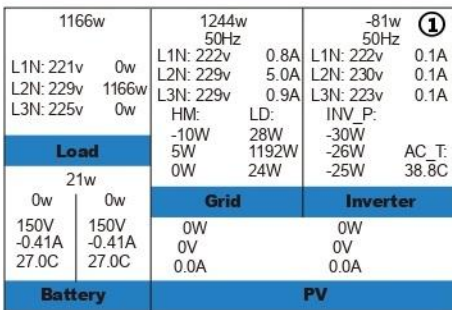 1166w
L1N: 221v 0w
L2N: 229v 1166w
L3N: 225v 0w
Load
1244w
50Hz
L1N: 222v 0.8A
L2N: 229v 5.0A
L3N: 229v 0.9A
HM: LD:
-10W 28W
5W 1192W
0W 24W
Grid
-81w ①
50Hz
L1N: 222v 0.1A
L2N: 230v 0.1A
L3N: 223v 0.1A
INV_P:
-30W
-26W AC_T:
-25W 38.8C
Inverter
21w
0w 0w
150V 150V
-0.41A -0.41A
27.0C 27.0C
Battery
0W 0W
0V 0V
0.0A 0.0A
PV